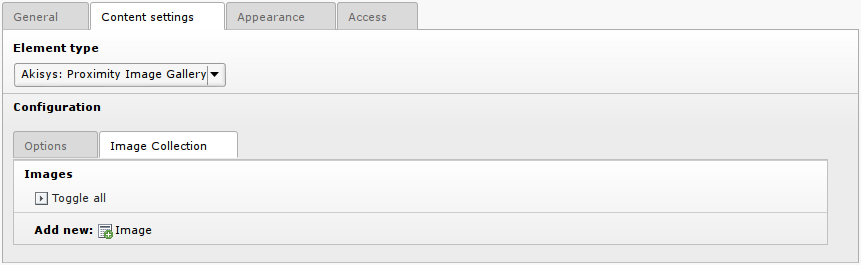 General Content settings Appearance Access
Element type
Akisys: Proximity Image Gallery
Configuration
Options Image Collection
Images
Toggle all
Add new: Image